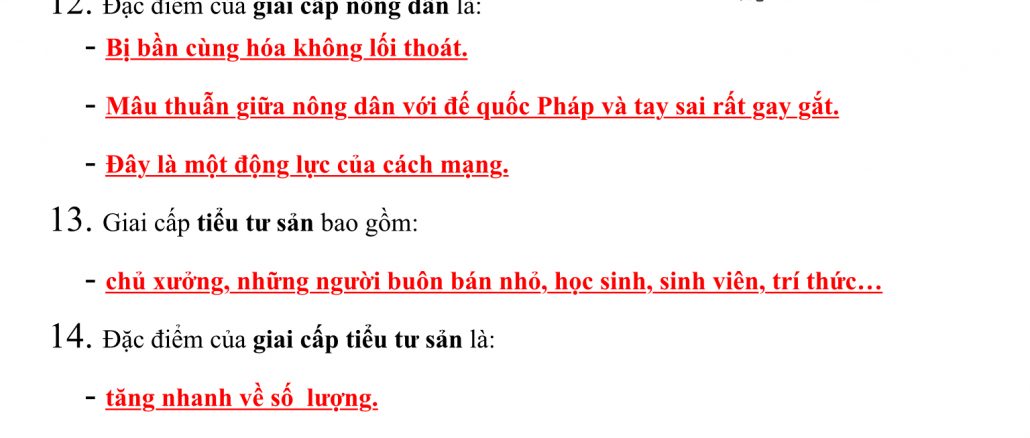 12. Đặc điểm của giai cấp nông dân là:
- Bị bần cùng hóa không lối thoát.
- Mâu thuẫn giữa nông dân với đế quốc Pháp và tay sai rất gay gắt.
- Đây là một động lực của cách mạng.
13. Giai cấp tiểu tư sản bao gồm:
- chủ xưởng, những người buôn bán nhỏ, học sinh, sinh viên, trí thức…
14. Đặc điểm của giai cấp tiểu tư sản là:
- tăng nhanh về số  lượng.